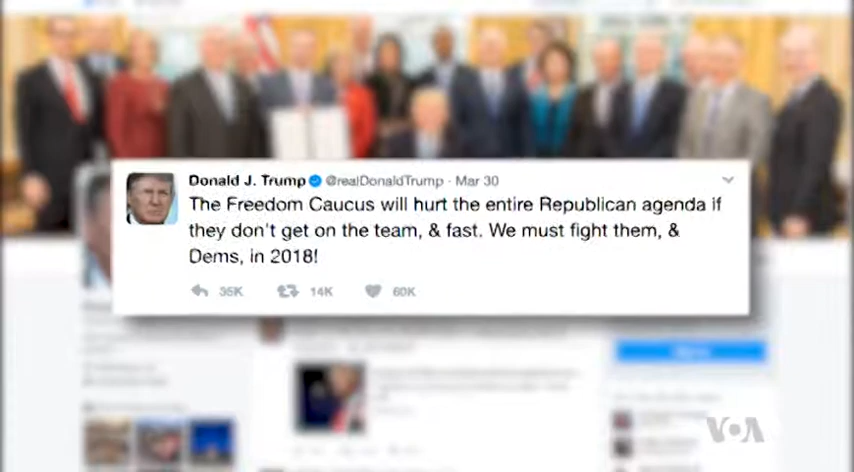 Donald J. Trump @realDonaldTrump · Mar 30
The Freedom Caucus will hurt the entire Republican agenda if
they don't get on the team, & fast. We must fight them, &
Dems, in 2018!
35K 14K 60K
VOA